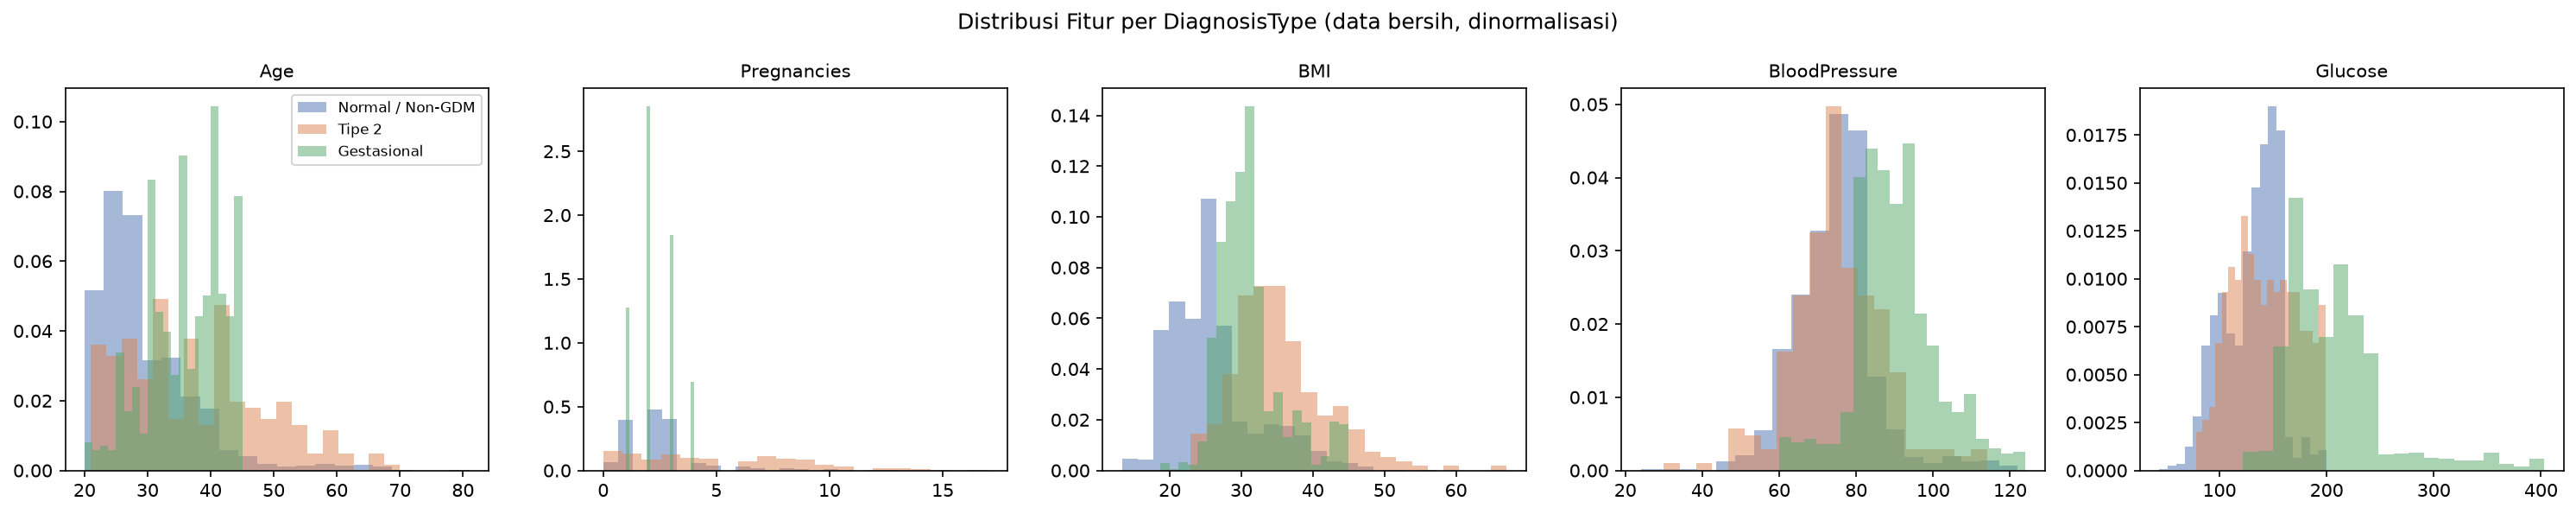 Distribusi Fitur per DiagnosisType (data bersih, dinormalisasi)
Age
Normal / Non-GDM
Tipe 2
Gestasional
0.10
0.08
0.06
0.04
0.02
0.00
20 30 40 50 60 70 80
Pregnancies
2.5
2.0
1.5
1.0
0.5
0.0
0 5 10 15
BMI
0.14
0.12
0.10
0.08
0.06
0.04
0.02
0.00
20 30 40 50 60
BloodPressure
0.05
0.04
0.03
0.02
0.01
0.00
20 40 60 80 100 120
Glucose
0.0175
0.0150
0.0125
0.0100
0.0075
0.0050
0.0025
0.0000
100 200 300 400